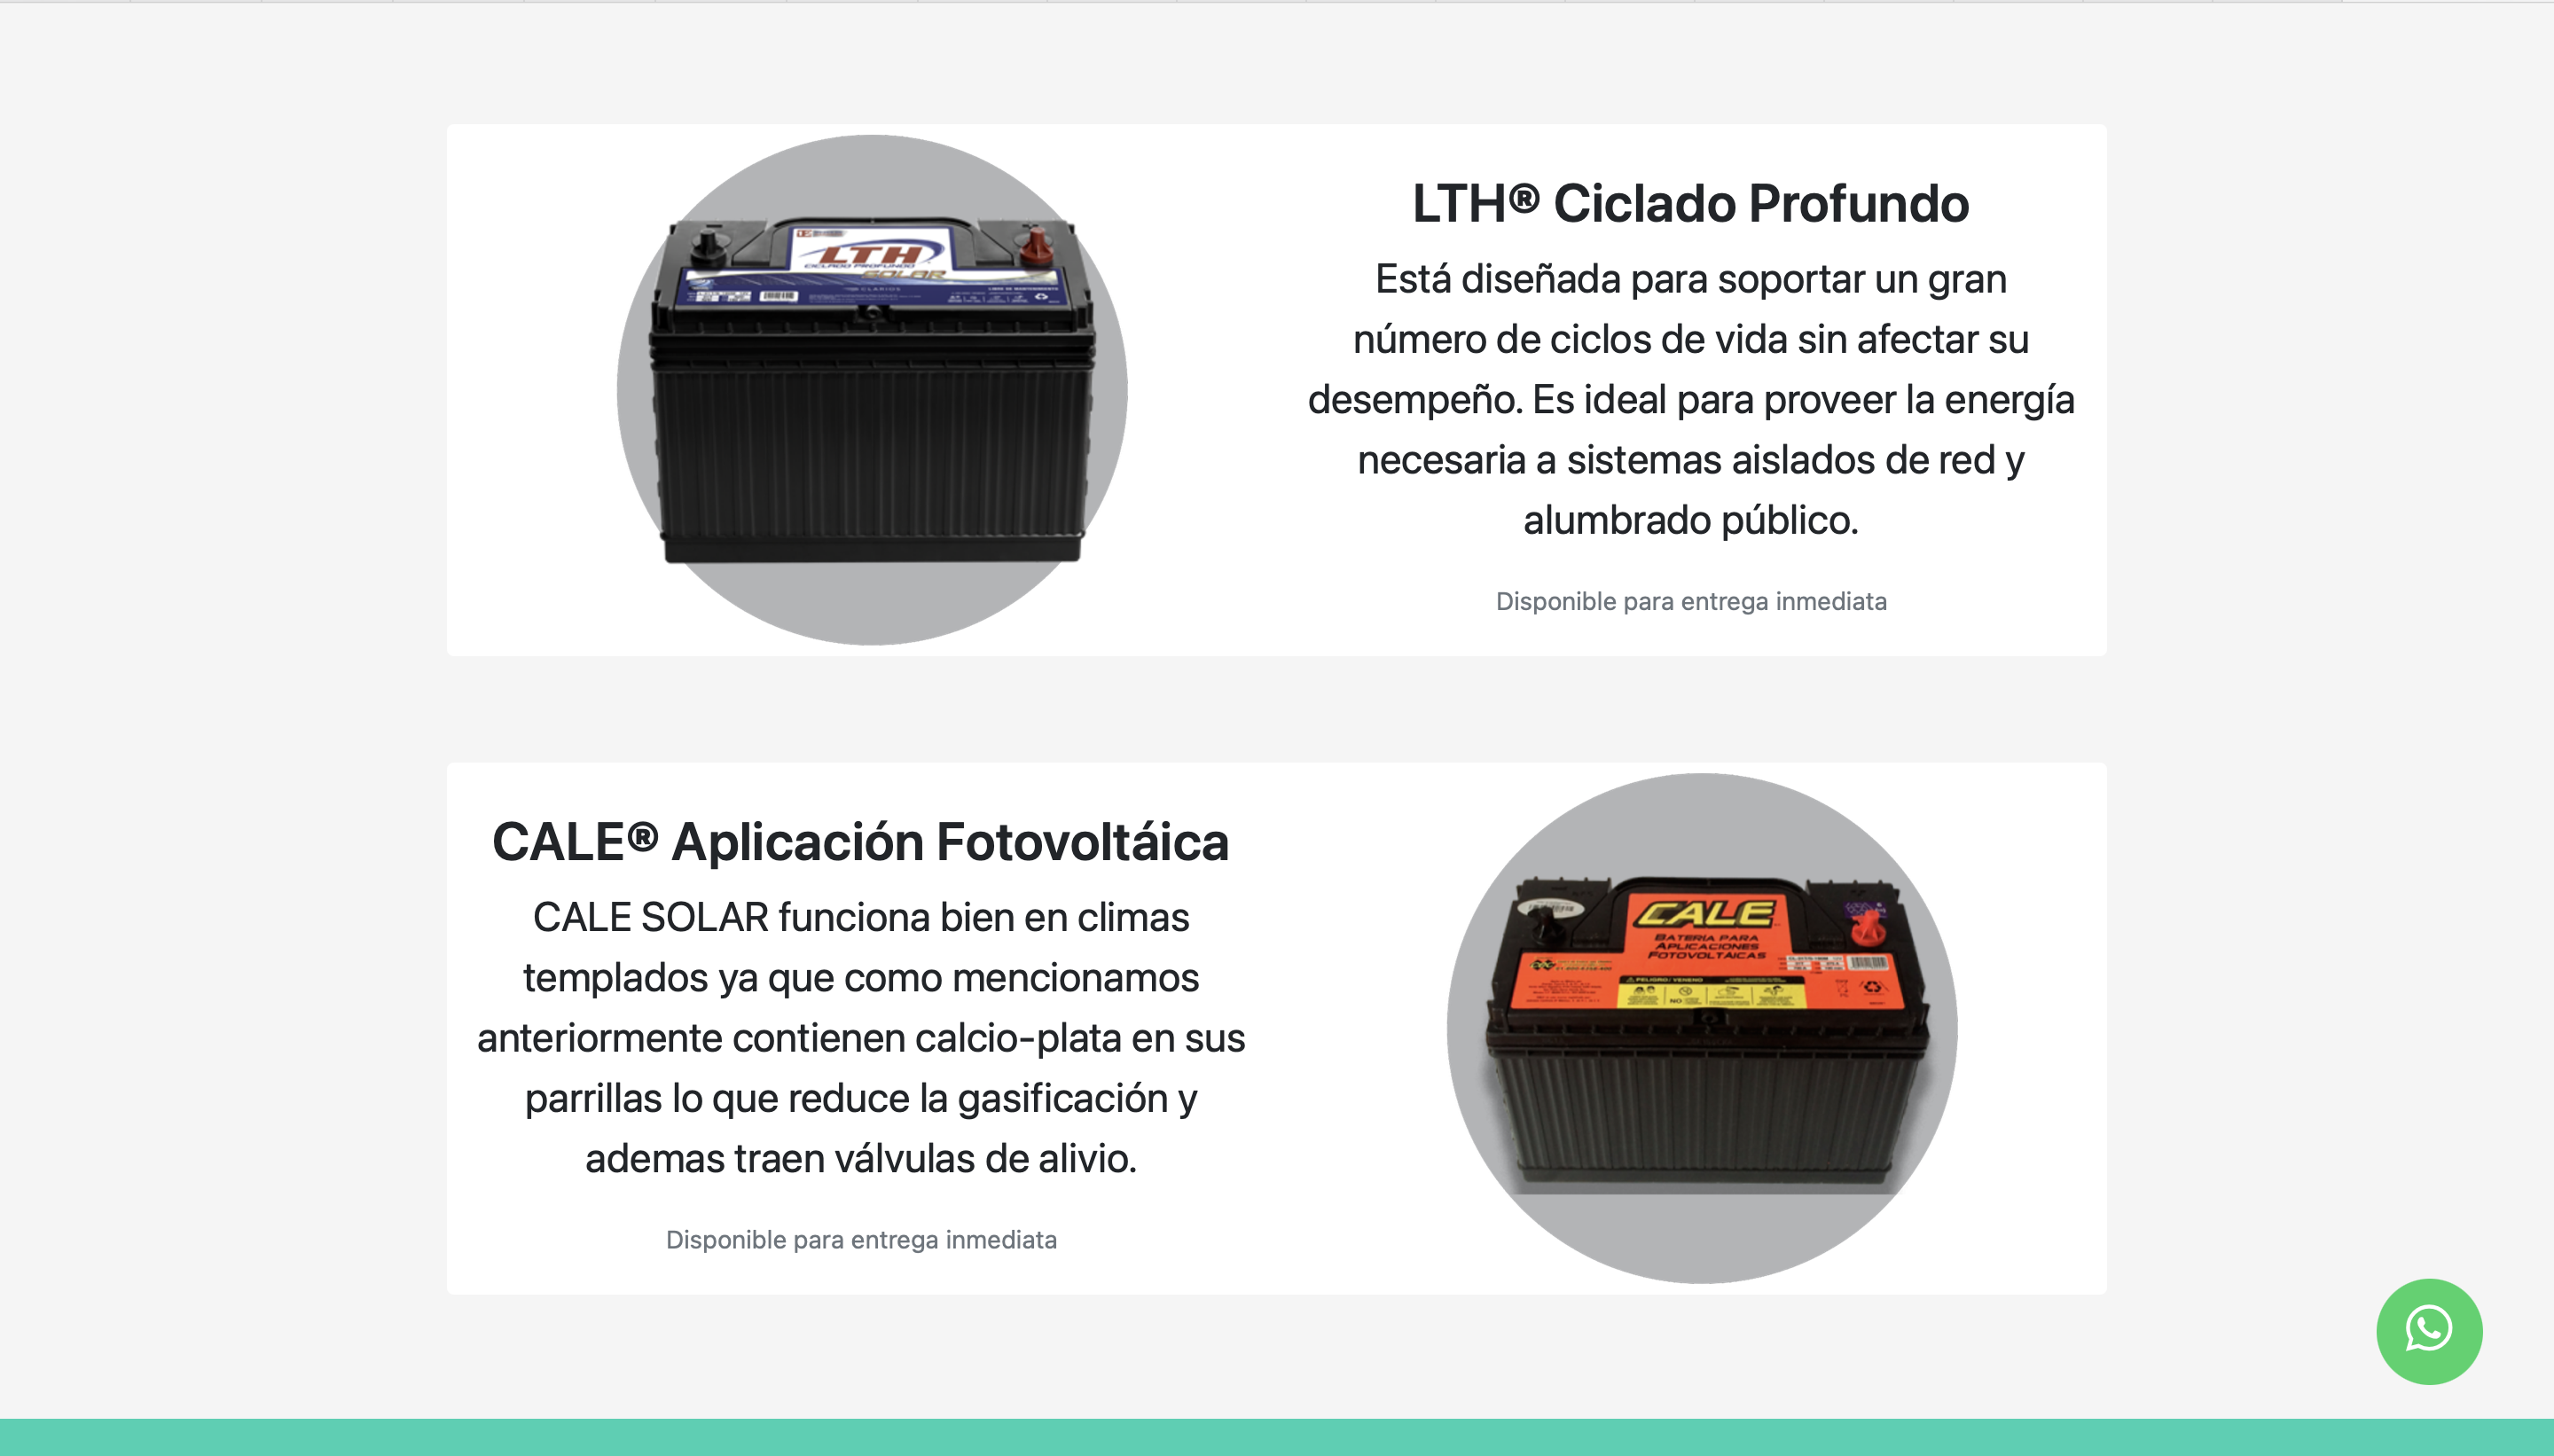 LTH
CICLADO PROFUNDO
SOLAR
CLARIOS
LTH® Ciclado Profundo
Está diseñada para soportar un gran
número de ciclos de vida sin afectar su
desempeño. Es ideal para proveer la energía
necesaria a sistemas aislados de red y
alumbrado público.
Disponible para entrega inmediata
CALE® Aplicación Fotovoltáica
CALE SOLAR funciona bien en climas
templados ya que como mencionamos
anteriormente contienen calcio-plata en sus
parrillas lo que reduce la gasificación y
ademas traen válvulas de alivio.
Disponible para entrega inmediata
CALE
BATERIA PARA
APLICACIONES
FOTOVOLTAICAS
PELIGRO/VENENO
NO